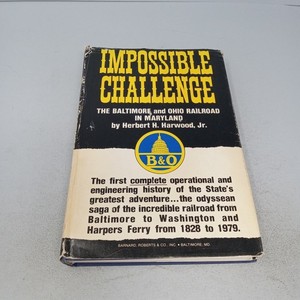 IMPOSSIBLE
CHALLENGE
THE BALTIMORE and OHIO RAILROAD
IN MARYLAND
by Herbert H. Harwood, Jr.
B&O
The first complete operational and
engineering history of the State's
greatest adventure...the odyssean
saga of the incredible railroad from
Baltimore to Washington and
Harpers Ferry from 1828 to 1979.
BARNARD, ROBERTS & CO., INC. • BALTIMORE, MD.